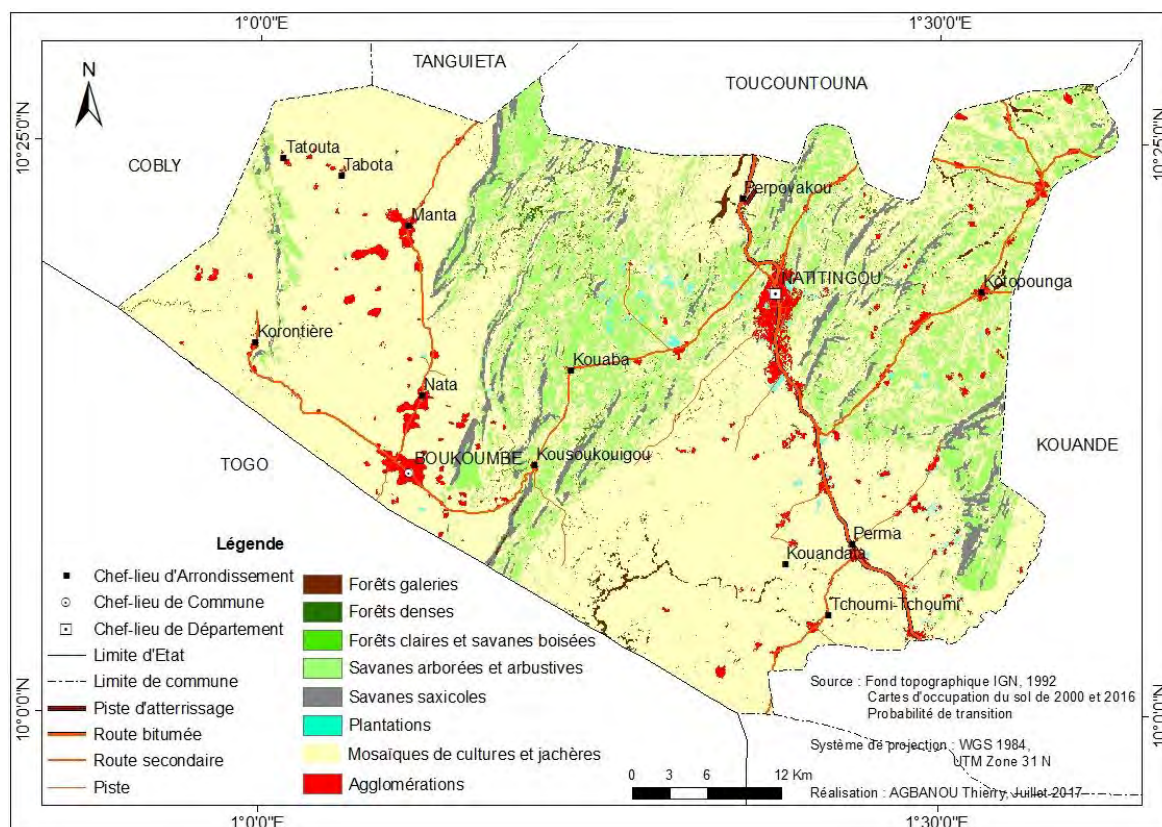 1°0'0"E
1°30'0"E
N
TANGUIETA
TOUCOUNTOUNA
10°25'0"N
10°25'0"N
COBLY
Tatouta
Tabota
Perpoyakou
Manta
NATITINGOU
Kotopounga
Korontière
Kouaba
Nata
BOUKOUMBE
Kousoukouigou
KOUANDE
TOGO
Perma
Kouandata
Tchoumi-Tchoumi
Légende
Chef-lieu d'Arrondissement
Chef-lieu de Commune
Chef-lieu de Département
Limite d'Etat
Limite de commune
Piste d'atterrissage
Route bitumée
Route secondaire
Piste
Forêts galeries
Forêts denses
Forêts claires et savanes boisées
Savanes arborées et arbustives
Savanes saxicoles
Plantations
Mosaïques de cultures et jachères
Agglomérations
10°0'0"N
10°0'0"N
Source : Fond topographique IGN, 1992
Cartes d'occupation du sol de 2000 et 2016
Probabilité de transition
Système de projection : WGS 1984,
UTM Zone 31 N
0 3 6 12 Km
Réalisation : AGBANOU Thierry, Juillet 2017
1°0'0"E
1°30'0"E